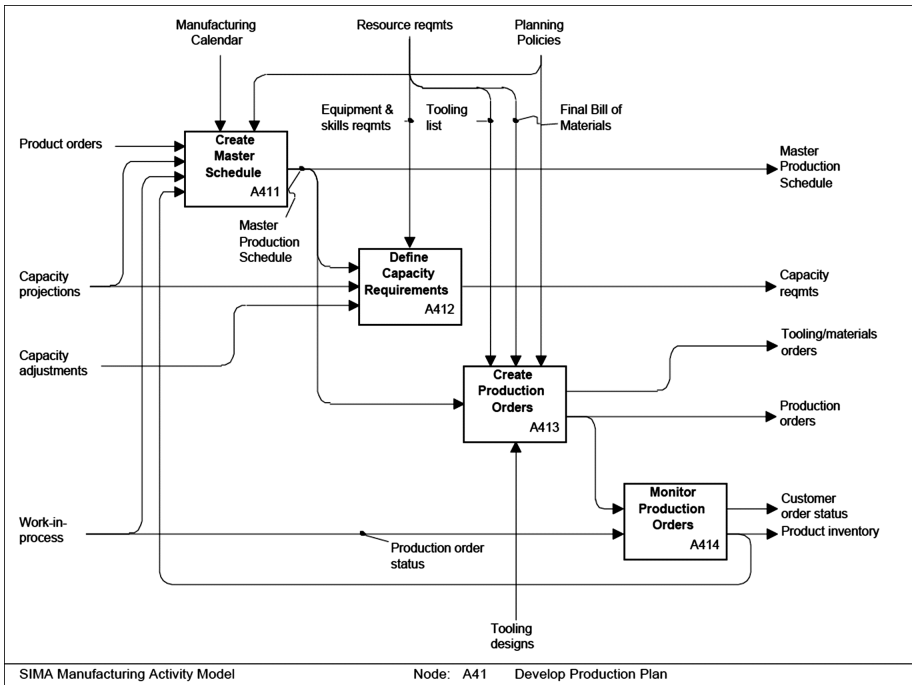 Manufacturing
Calendar
Resource reqmts
Planning
Policies
Equipment &
skills reqmts
Tooling
list
Final Bill of
Materials
Product orders
Create
Master
Schedule
A411
Master
Production
Schedule
Master
Production
Schedule
Define
Capacity
Requirements
A412
Capacity
projections
Capacity
reqmts
Capacity
adjustments
Tooling/materials
orders
Create
Production
Orders
A413
Production
orders
Monitor
Production
Orders
A414
Customer
order status
Product inventory
Work-in-
process
Production order
status
Tooling
designs
SIMA Manufacturing Activity Model
Node: A41 Develop Production Plan